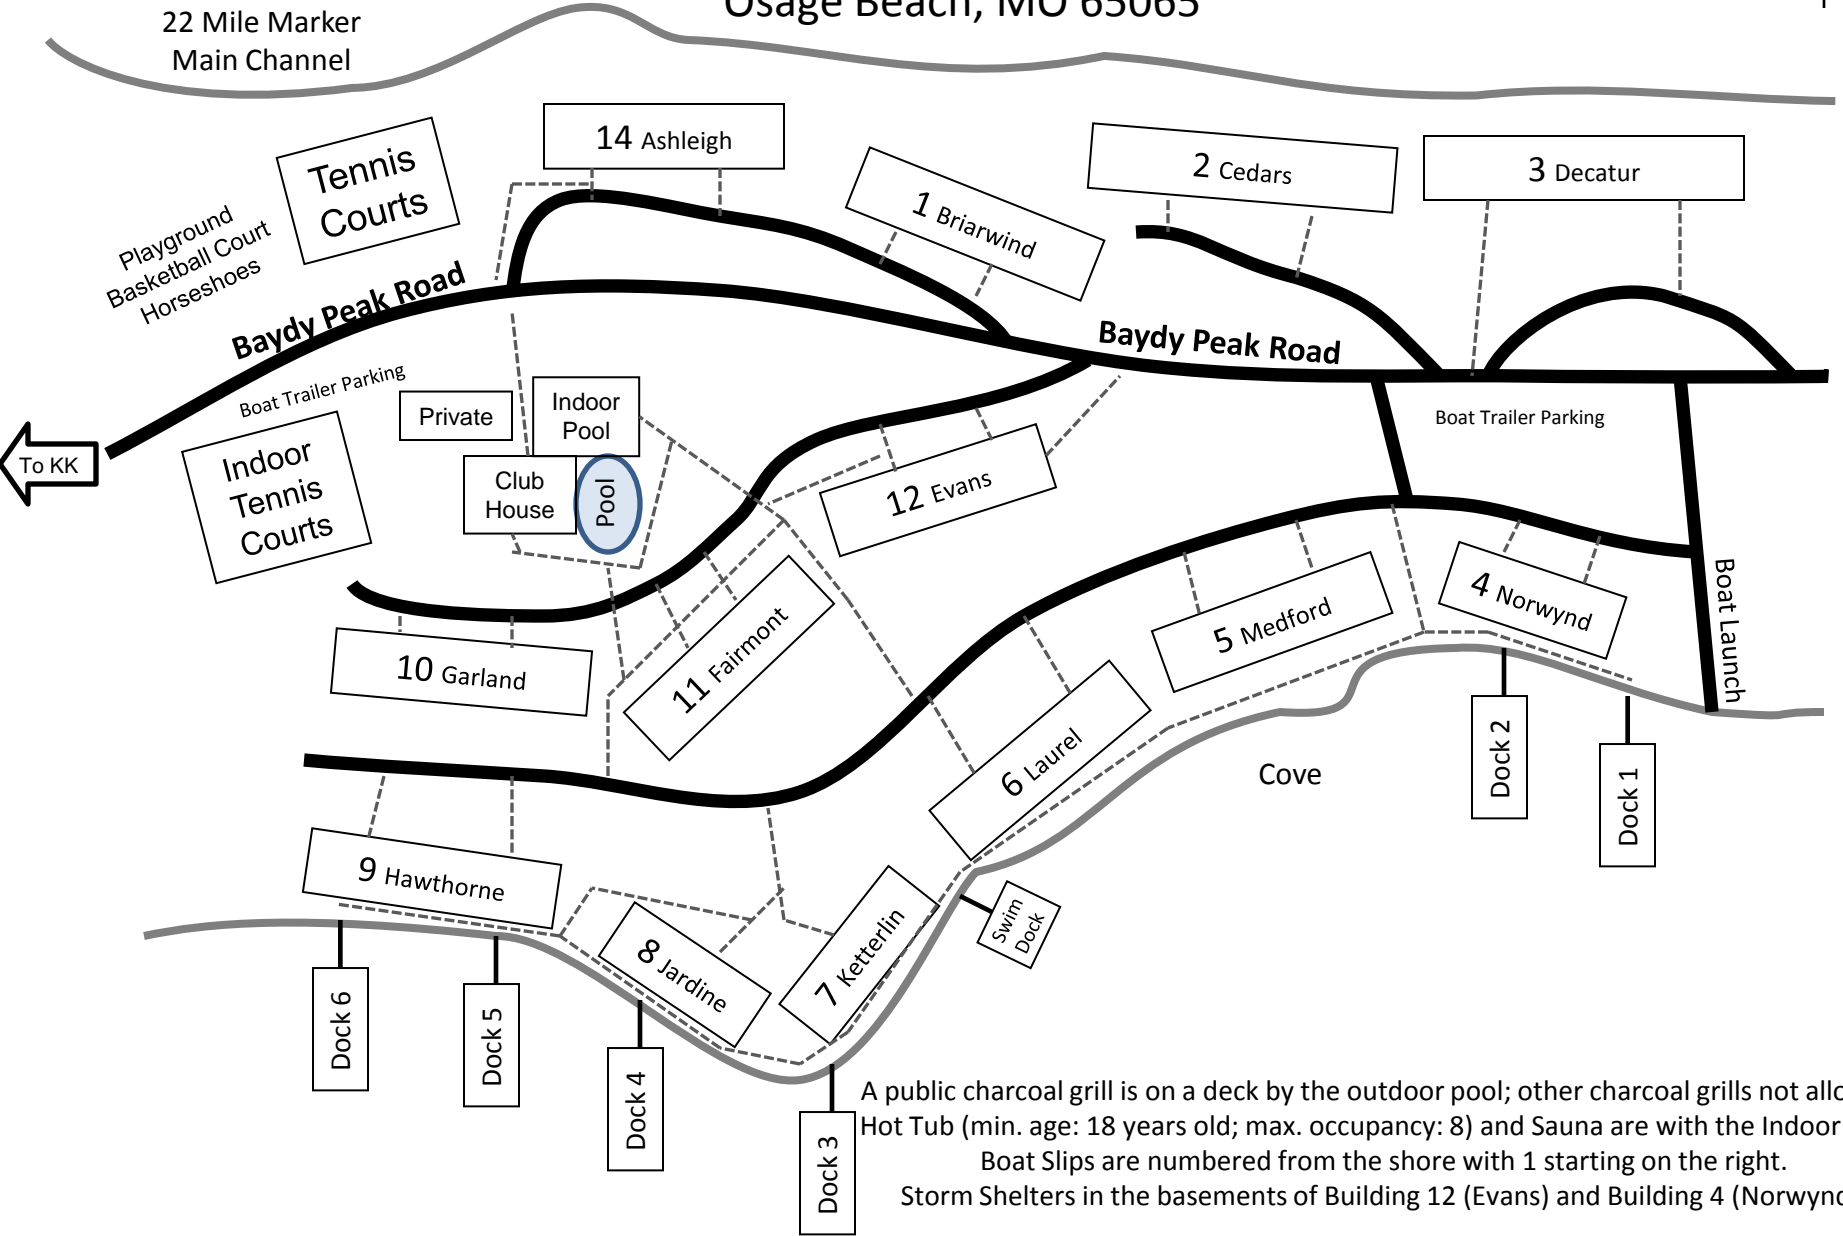 Osage Beach, MO 65065
22 Mile Marker
Main Channel
14 Ashleigh
1 Briarwind
2 Cedars
3 Decatur
Tennis
Courts
Playground
Basketball Court
Horseshoes
Baydy Peak Road
Baydy Peak Road
Boat Trailer Parking
Boat Trailer Parking
Private
Indoor
Pool
Club
House
Pool
To KK
Indoor
Tennis
Courts
12 Evans
11 Fairmont
10 Garland
5 Medford
4 Norwynd
Boat Launch
6 Laurel
Cove
Dock 2
Dock 1
9 Hawthorne
8 Jardine
7 Ketterlin
Swim
Dock
Dock 6
Dock 5
Dock 4
Dock 3
A public charcoal grill is on a deck by the outdoor pool; other charcoal grills not
Hot Tub (min. age: 18 years old; max. occupancy: 8) and Sauna are with the Indoor
Boat Slips are numbered from the shore with 1 starting on the right.
Storm Shelters in the basements of Building 12 (Evans) and Building 4 (Norwynd